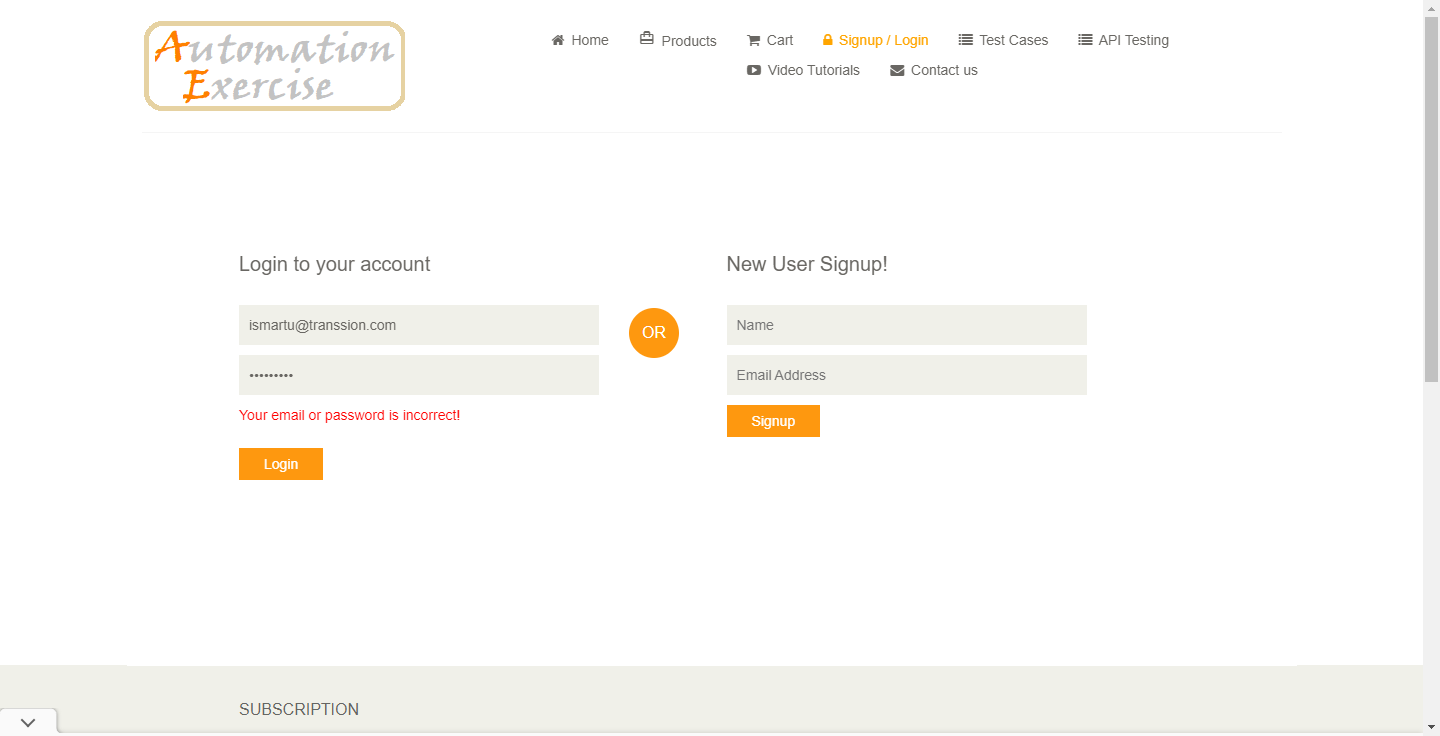 Automation
Exercise
Home
Products
Cart
Signup / Login
Test Cases
API Testing
Video Tutorials
Contact us
Login to your account
ismartu@transsion.com
•••••••••
Your email or password is incorrect!
Login
OR
New User Signup!
Name
Email Address
Signup
SUBSCRIPTION